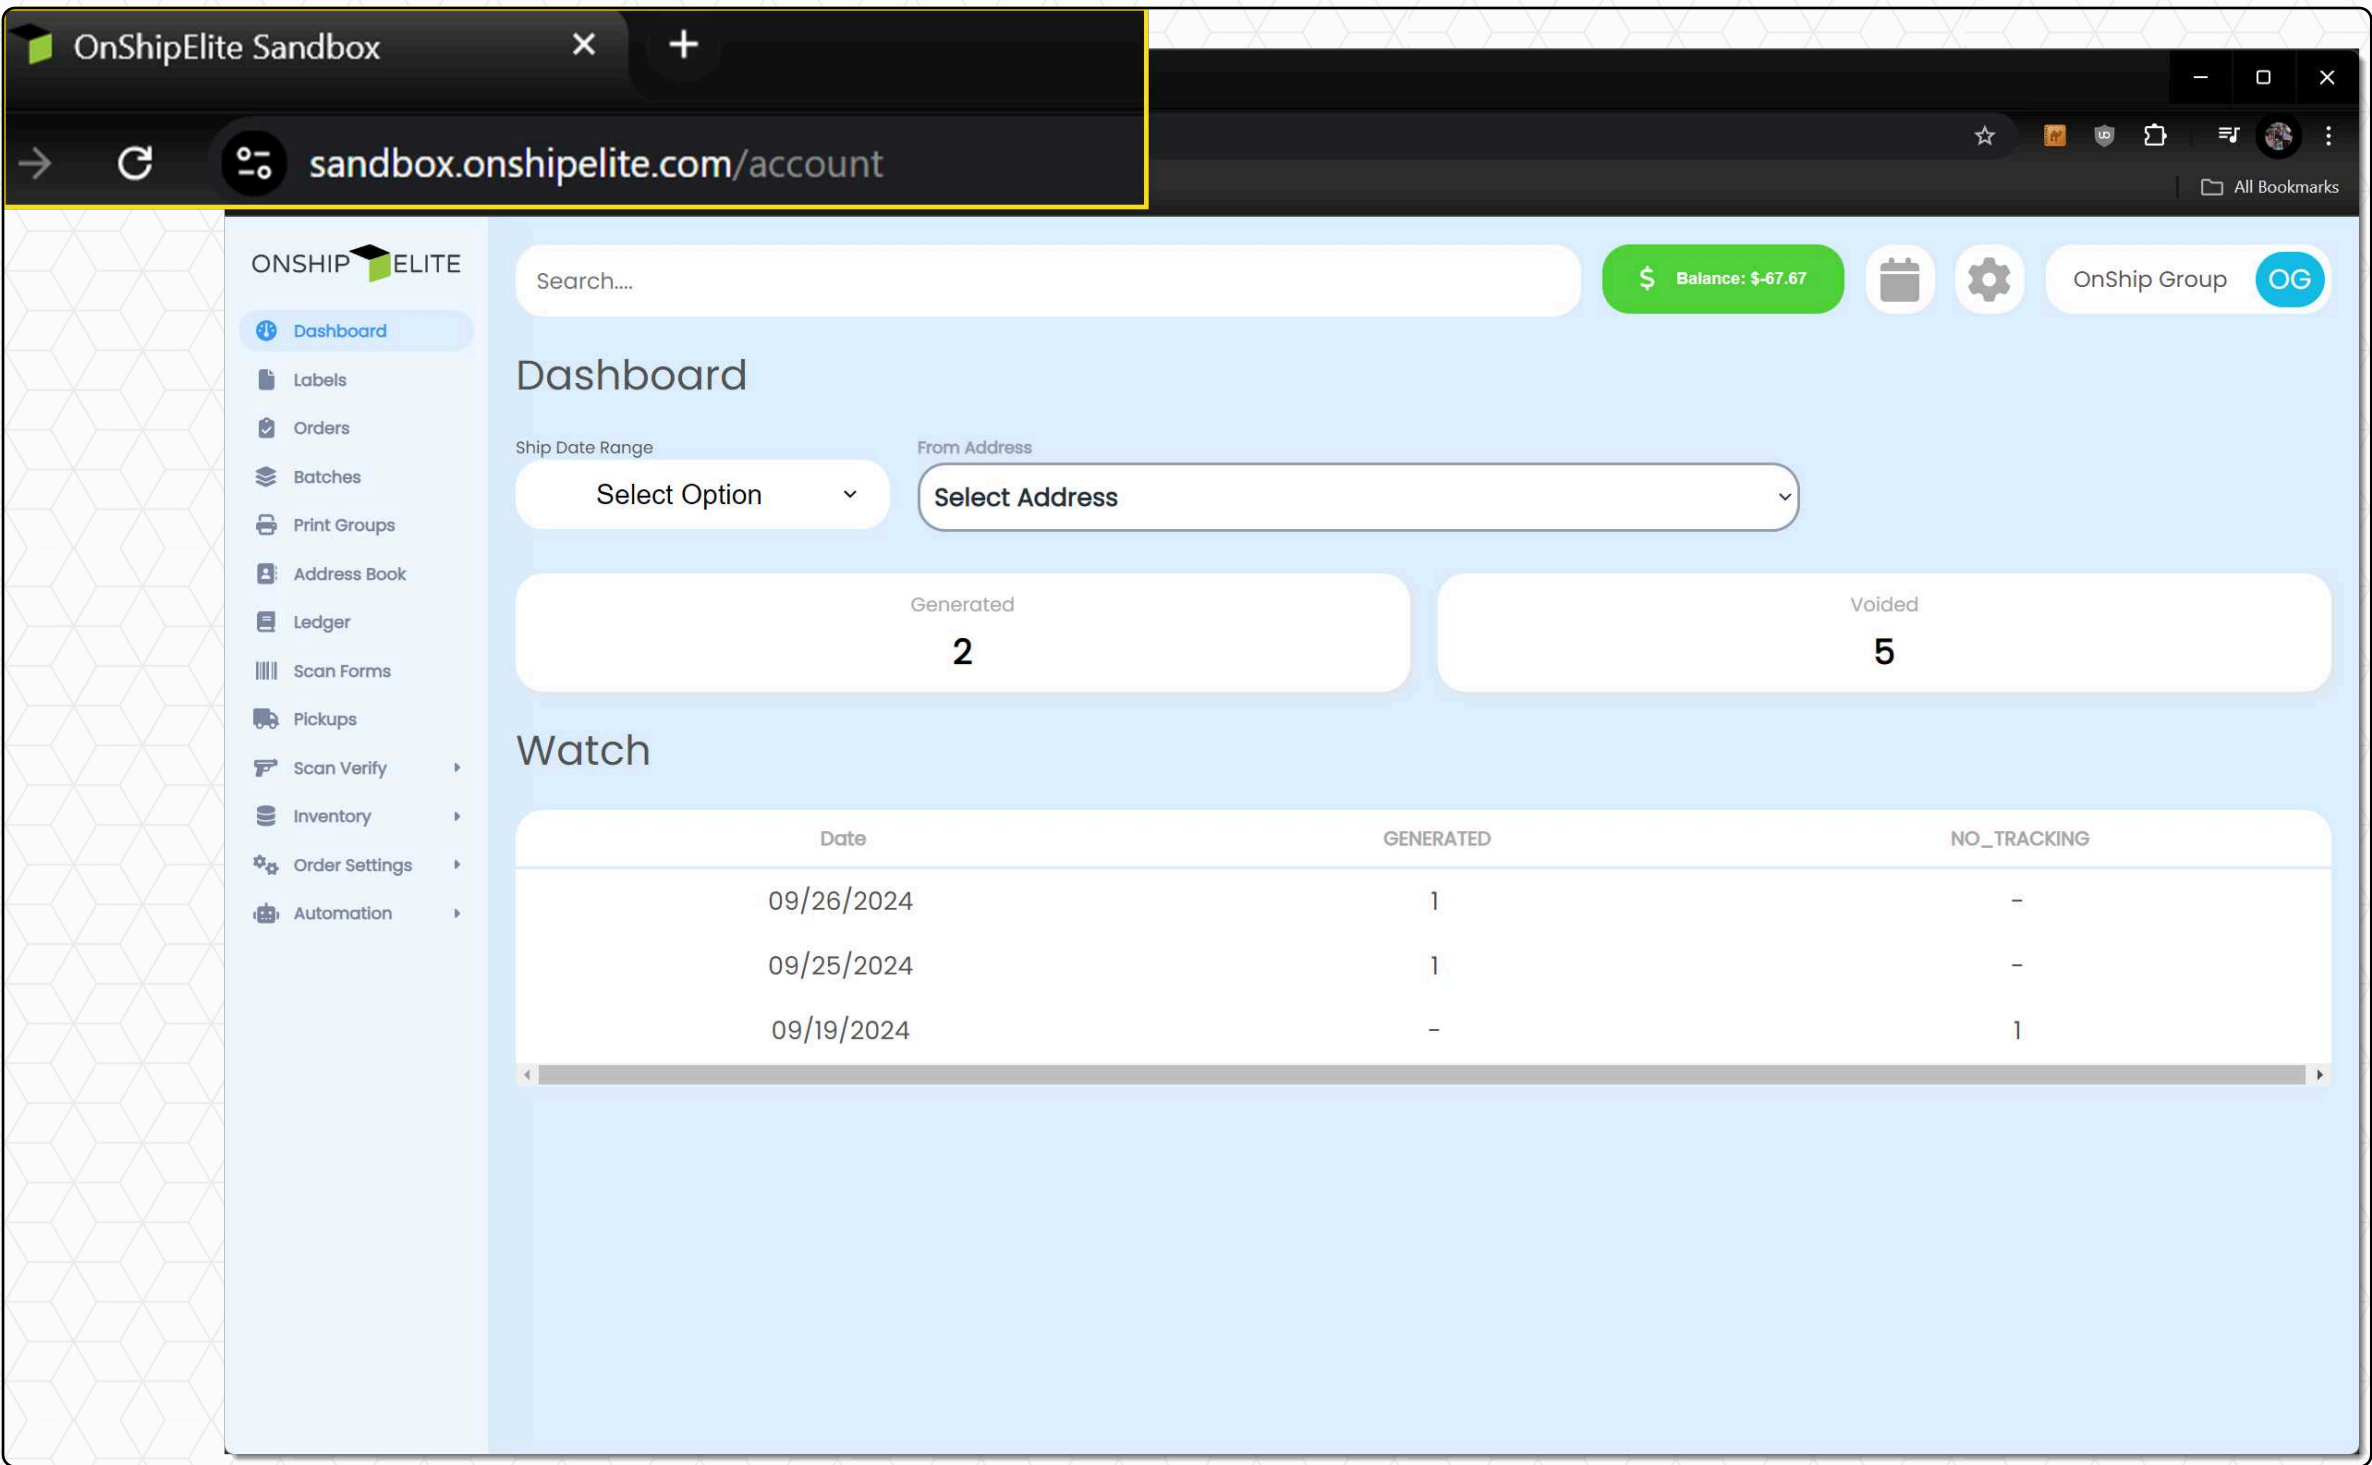 OnShipElite Sandbox
sandbox.onshipelite.com/account
All Bookmarks
ONSHIP ELITE
Search....
$ Balance: $-67.67
OnShip Group OG
Dashboard
Labels
Orders
Batches
Print Groups
Address Book
Ledger
Scan Forms
Pickups
Scan Verify
Inventory
Order Settings
Automation
Dashboard
Ship Date Range From Address
Select Option Select Address
Generated Voided
2 5
Watch
Date GENERATED NO_TRACKING
09/26/2024 1 -
09/25/2024 1 -
09/19/2024 - 1